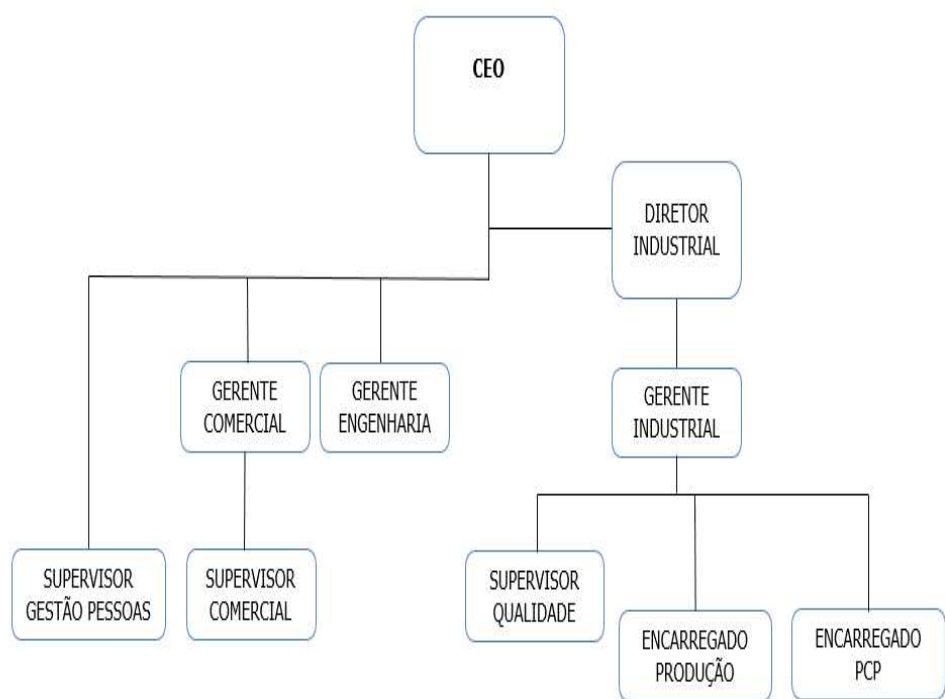 CEO
DIRETOR
INDUSTRIAL
GERENTE
COMERCIAL
GERENTE
ENGENHARIA
GERENTE
INDUSTRIAL
SUPERVISOR
GESTÃO PESSOAS
SUPERVISOR
COMERCIAL
SUPERVISOR
QUALIDADE
ENCARREGADO
PRODUÇÃO
ENCARREGADO
PCP